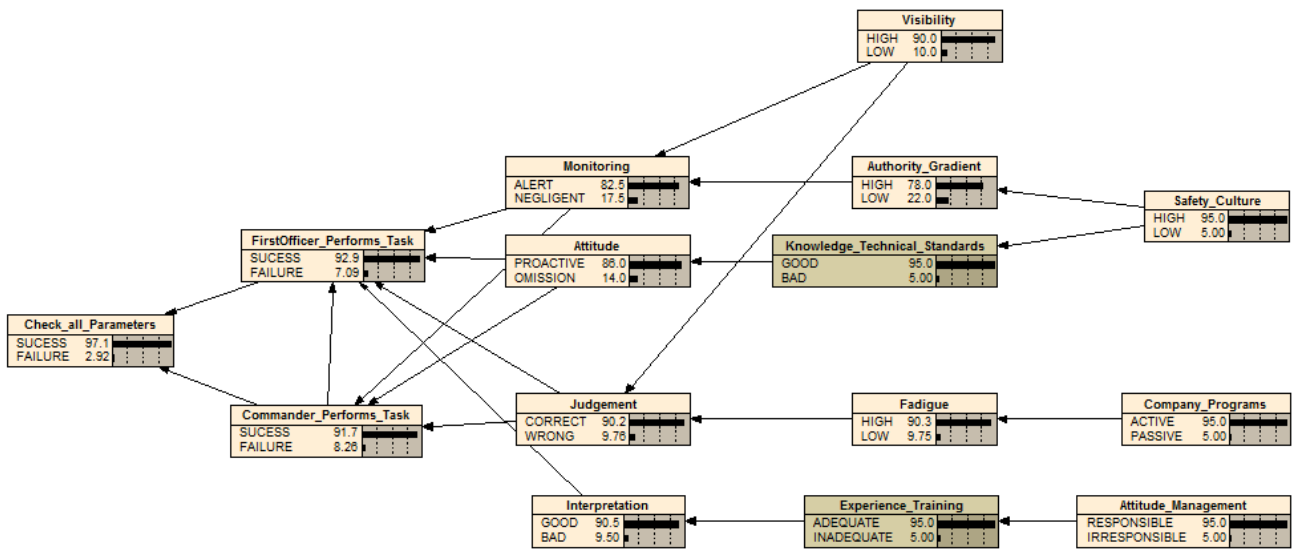 Visibility
HIGH 90.0
LOW 10.0
Monitoring
ALERT 82.5
NEGLIGENT 17.5
Authority_Gradient
HIGH 78.0
LOW 22.0
Safety_Culture
HIGH 95.0
LOW 5.00
FirstOfficer_Performs_Task
SUCESS 92.9
FAILURE 7.09
Attitude
PROACTIVE 86.0
OMISSION 14.0
Knowledge_Technical_Standards
GOOD 95.0
BAD 5.00
Check_all_Parameters
SUCESS 97.1
FAILURE 2.92
Commander_Performs_Task
SUCESS 91.7
FAILURE 8.26
Judgement
CORRECT 90.2
WRONG 9.76
Fadigue
HIGH 90.3
LOW 9.75
Company_Programs
ACTIVE 95.0
PASSIVE 5.00
Interpretation
GOOD 90.5
BAD 9.50
Experience_Training
ADEQUATE 95.0
INADEQUATE 5.00
Attitude_Management
RESPONSIBLE 95.0
IRRESPONSIBLE 5.00